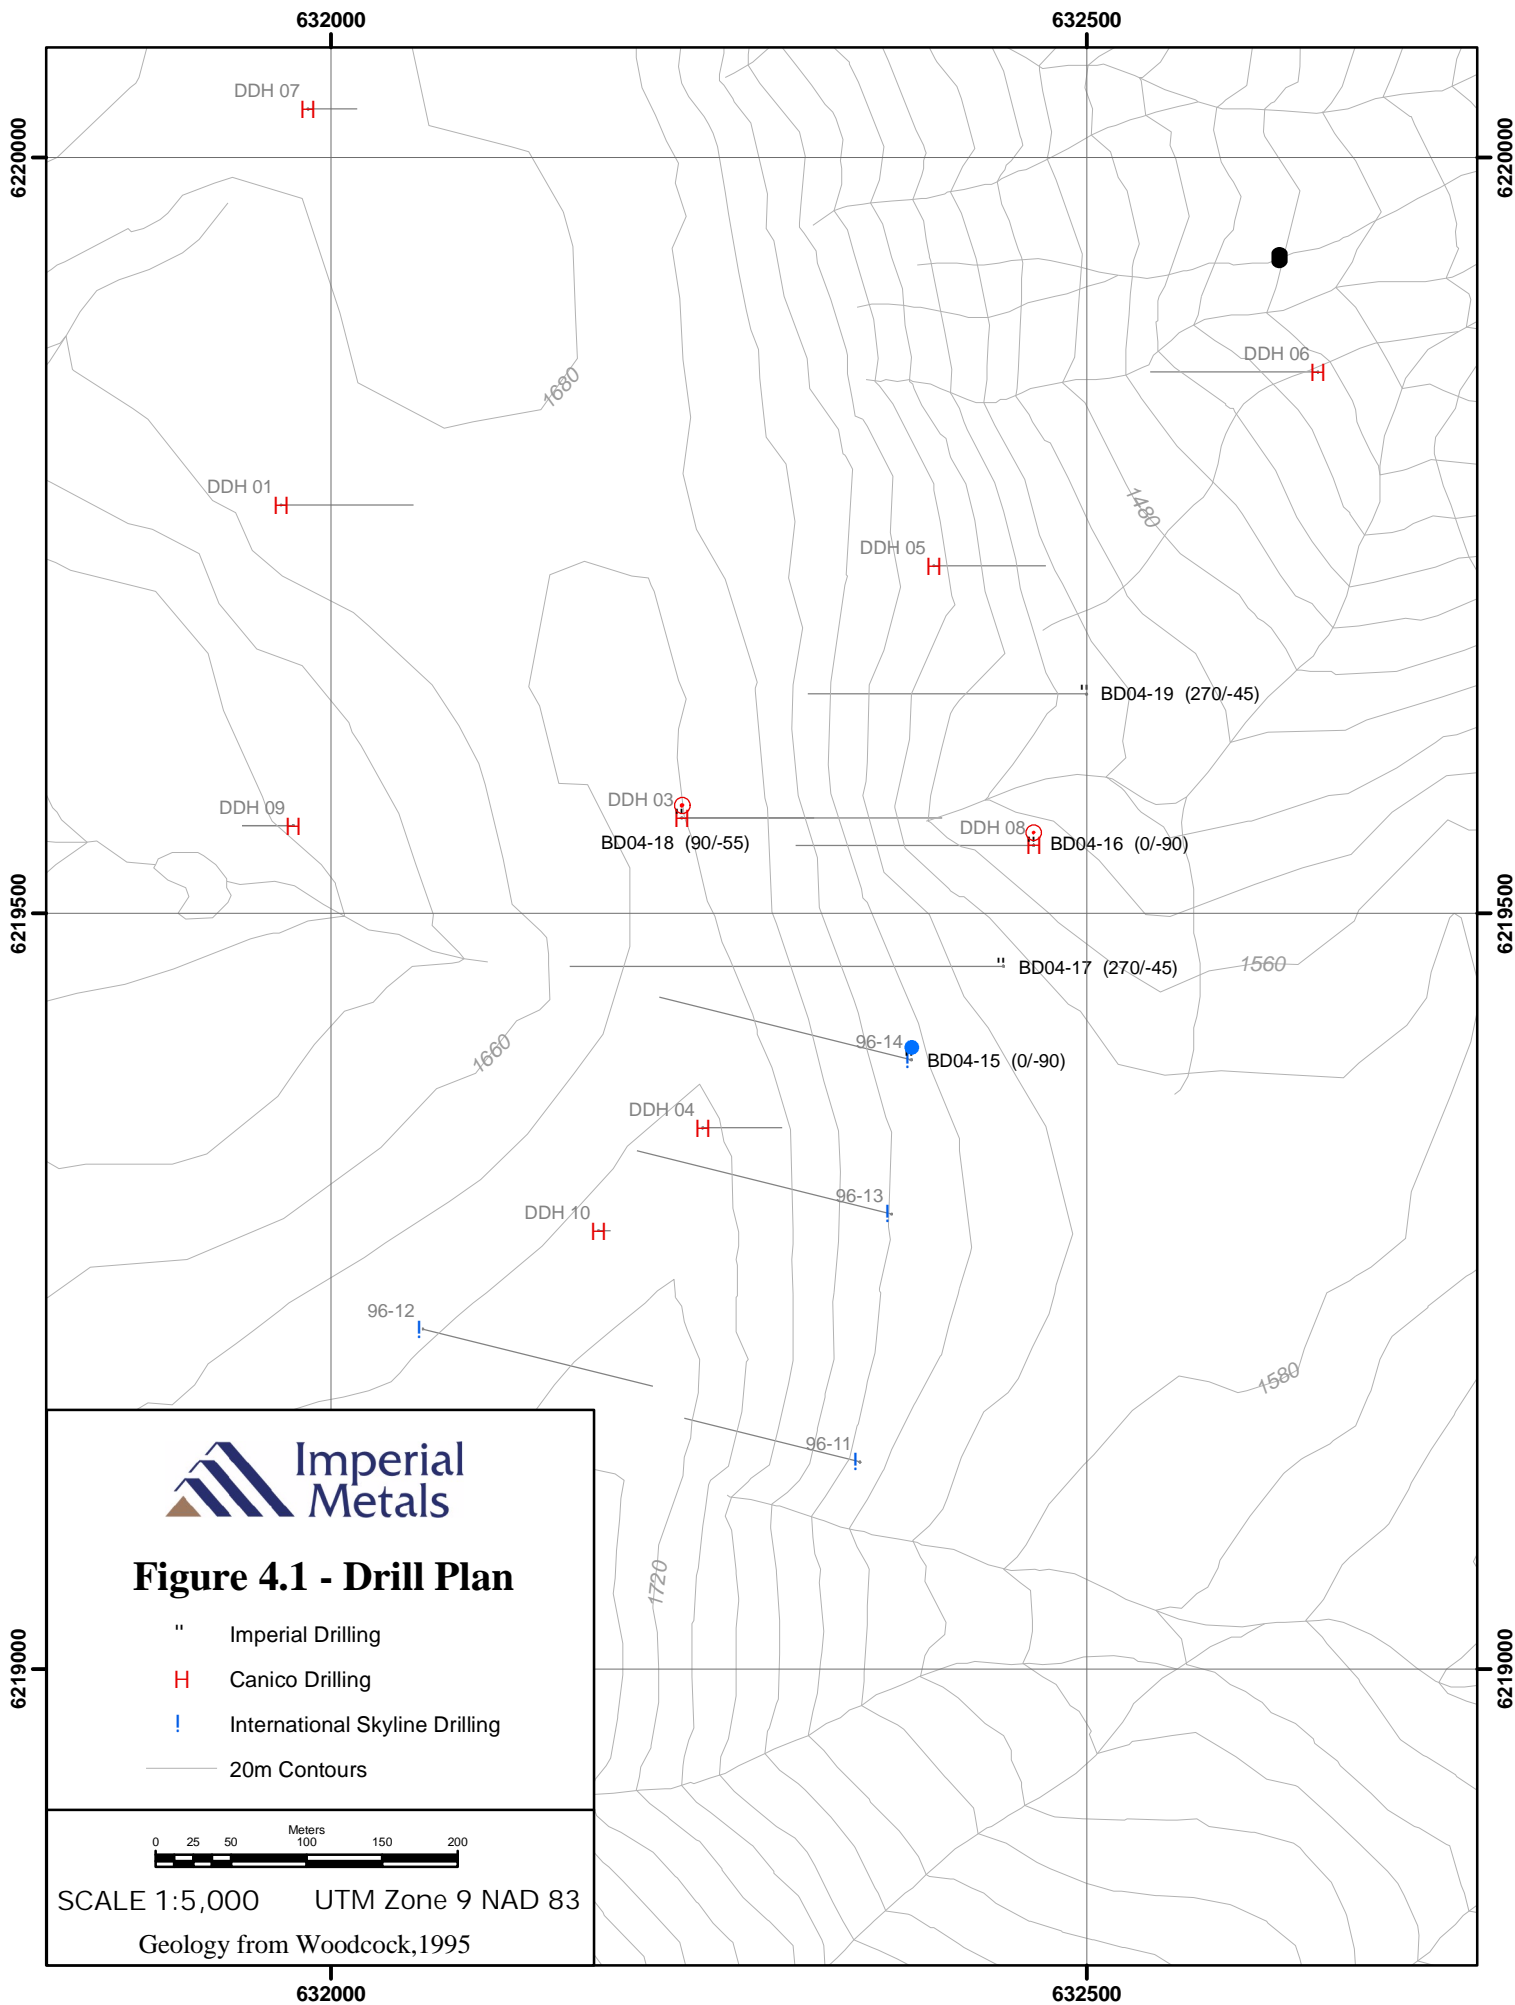 632000
632500
DDH 07
6220000
6220000
DDH 06
1680
DDH 01
1480
DDH 05
BD04-19 (270/-45)
DDH 03
DDH 09
DDH 08
BD04-18 (90/-55)
BD04-16 (0/-90)
6219500
6219500
1560
BD04-17 (270/-45)
96-14
1660
BD04-15 (0/-90)
DDH 04
96-13
DDH 10
96-12
1580
96-11
Imperial
Metals
Figure 4.1 - Drill Plan
1720
" Imperial Drilling
H Canico Drilling
! International Skyline Drilling
20m Contours
6219000
6219000
Meters
0 25 50 100 150 200
SCALE 1:5,000 UTM Zone 9 NAD 83
Geology from Woodcock,1995
632000
632500